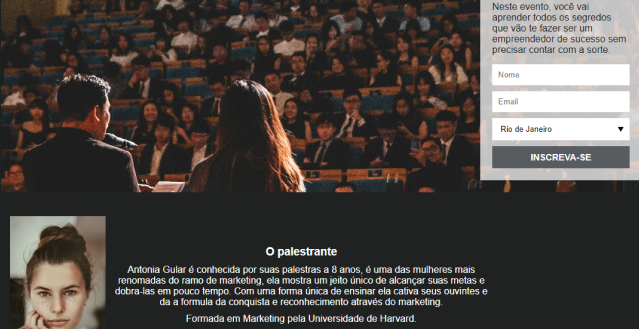 Neste evento, você vai
aprender todos os segredos
que vão te fazer ser um
empreendedor de sucesso sem
precisar contar com a sorte.
Nome
Email
Rio de Janeiro
INSCREVA-SE
O palestrante
Antonia Gular é conhecida por suas palestras a 8 anos, é uma das mulheres mais
renomadas do ramo de marketing, ela mostra um jeito único de alcançar suas metas e
dobra-las em pouco tempo. Com uma forma única de ensinar ela cativa seus ouvintes e
da a formula da conquista e reconhecimento através do marketing.
Formada em Marketing pela Universidade de Harvard.